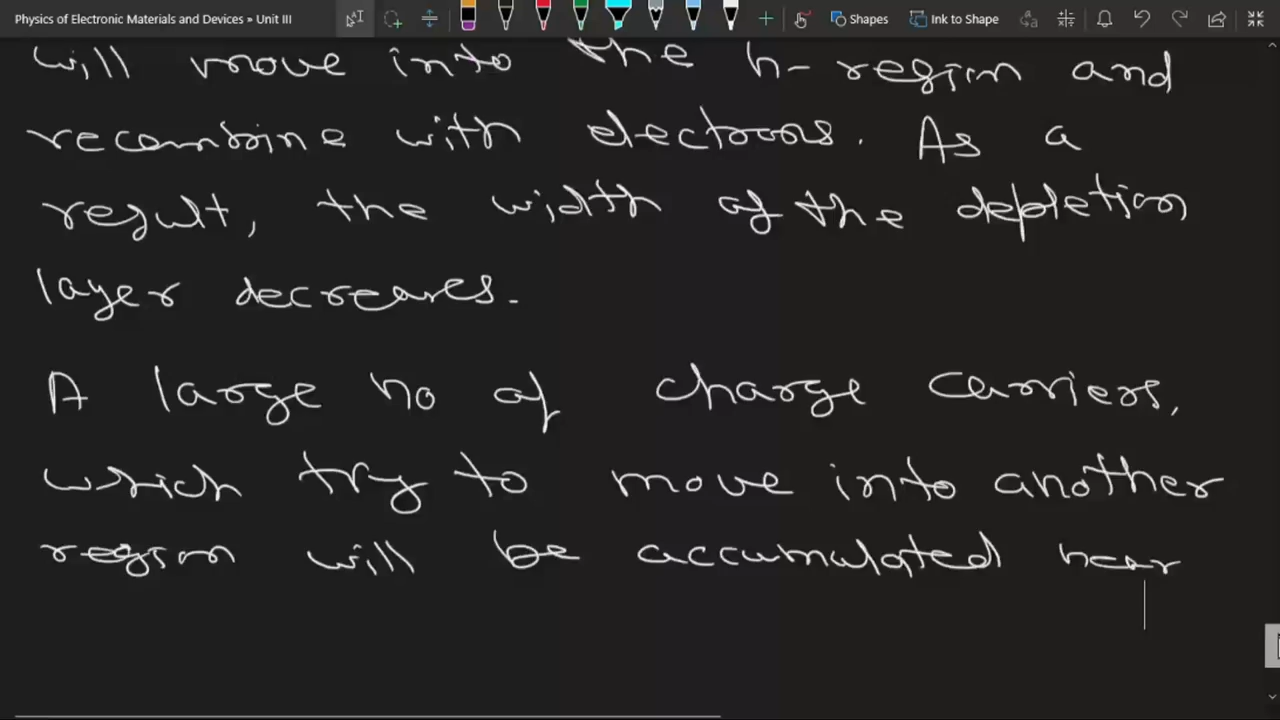 Physics of Electronic Materials and Devices » Unit III
Shapes
Ink to Shape
will move into the n-region and
recombine with electrons. As a
result, the width of the depletion
layer decreases.
A large no of charge carriers,
which try to move into another
region will be accumulated near